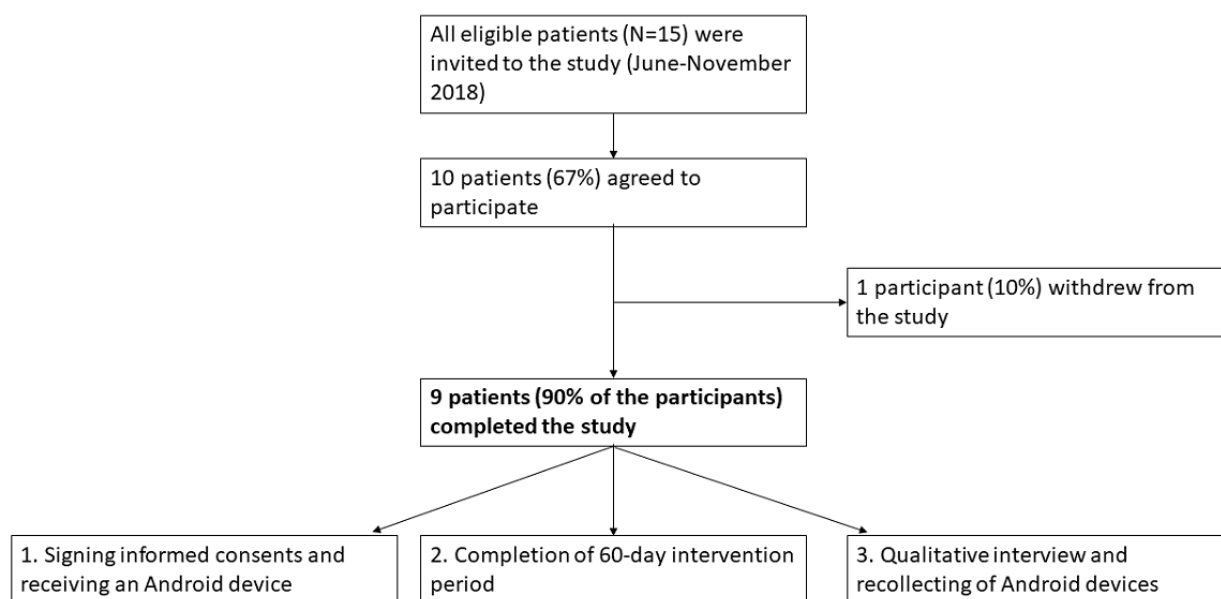 All eligible patients (N=15) were
invited to the study (June-November
2018)
10 patients (67%) agreed to
participate
1 participant (10%) withdrew from
the study
9 patients (90% of the participants)
completed the study
1. Signing informed consents and
receiving an Android device
2. Completion of 60-day intervention
period
3. Qualitative interview and
recollecting of Android devices